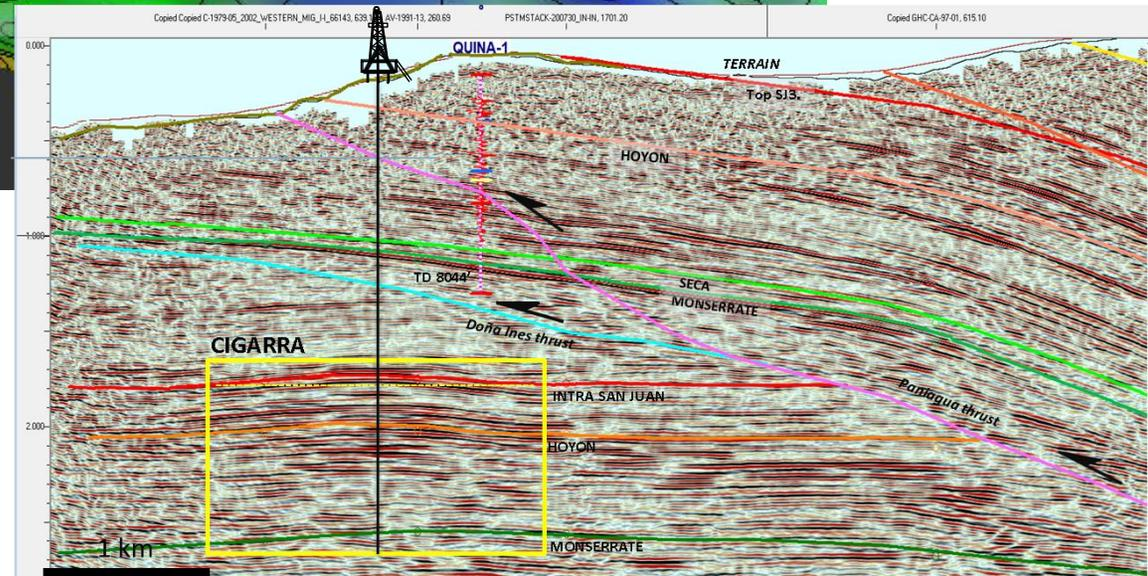 Copied Copied C-1979-05_2002_WESTERN_MIG_I-I_66143, 639.
AV-1991-13, 260.69
PSTMSTACK-200730_IN-IN, 1701.20
Copied GHC-CA-97-01, 615.10
0.000
QUINA-1
TERRAIN
Top SJ3.
HOYON
1.000
TD 8044'
SECA
MONSERRATE
Doña Ines thrust
CIGARRA
INTRA SAN JUAN
Paniagua thrust
2.000
HOYON
1 km
MONSERRATE